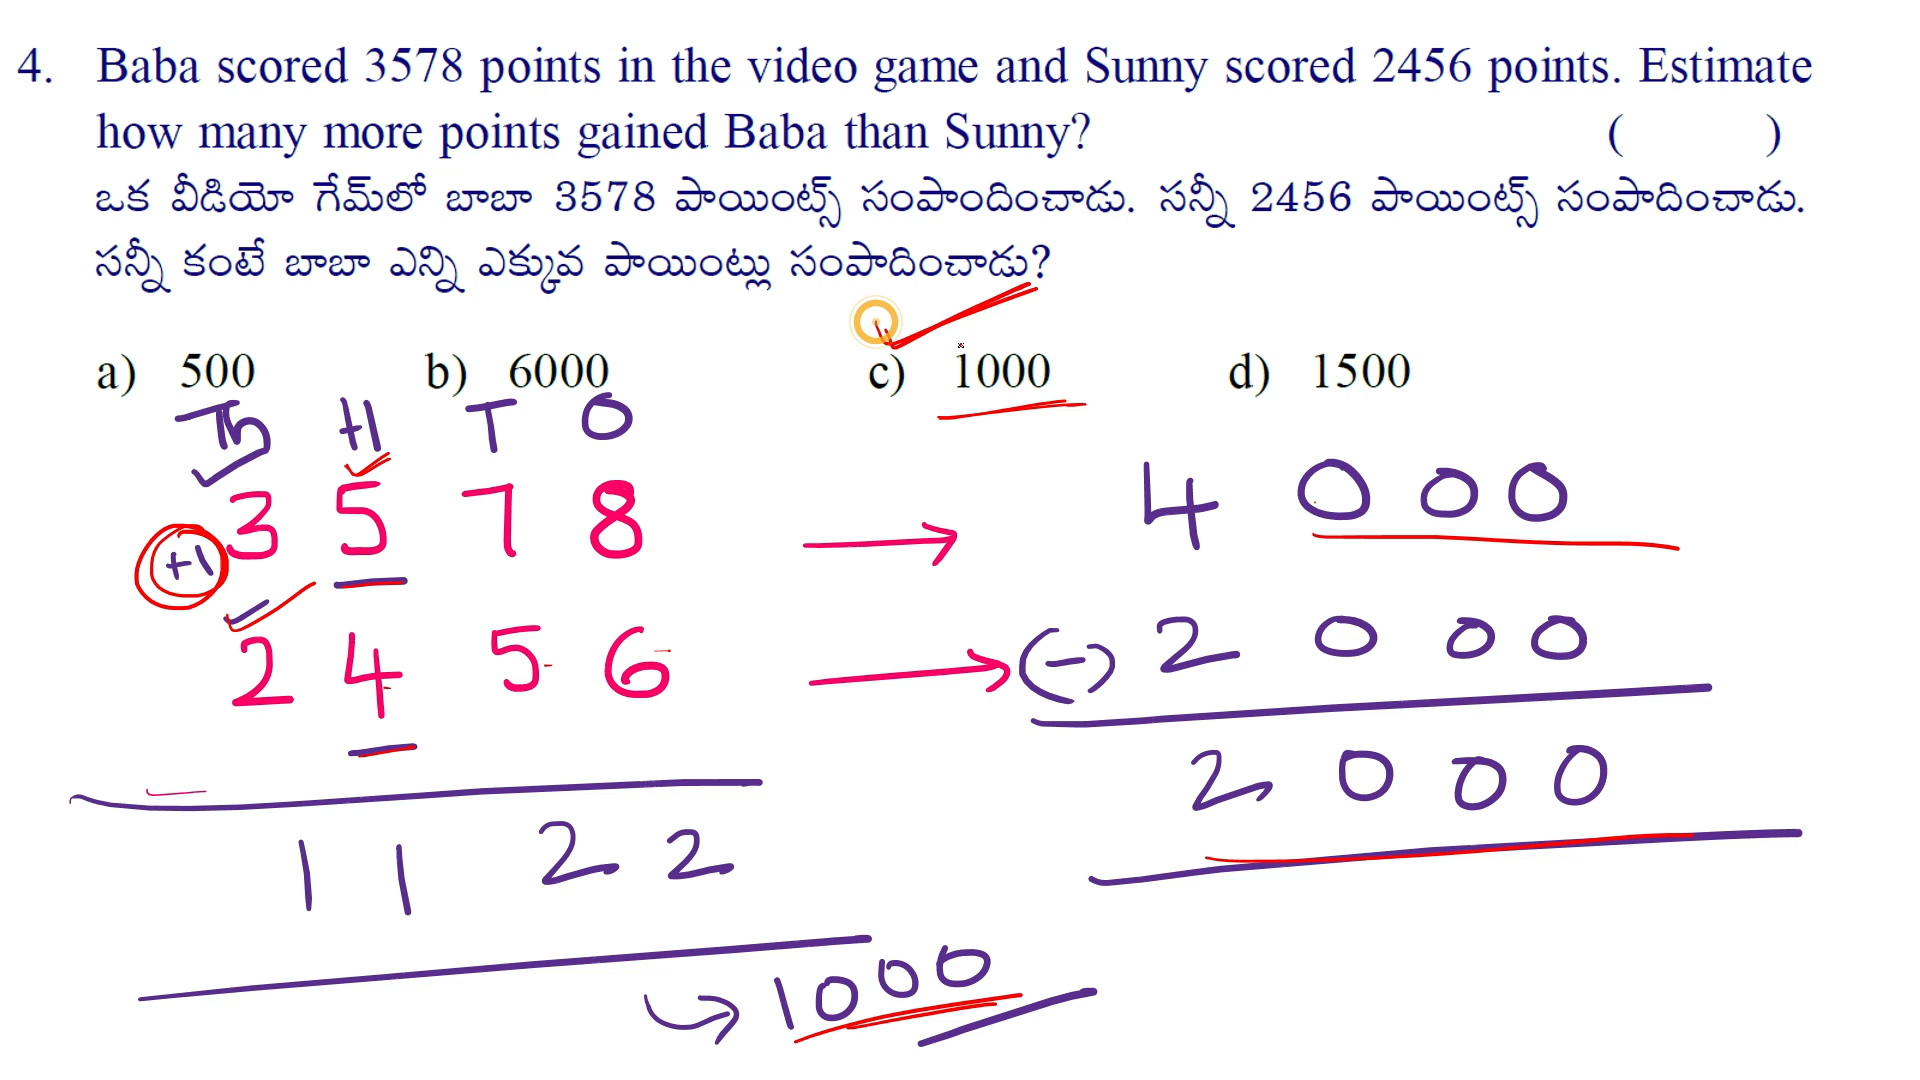 4. Baba scored 3578 points in the video game and Sunny scored 2456 points. Estimate
how many more points gained Baba than Sunny? ( )
ఒక వీడియో గేమ్‌లో బాబా 3578 పాయింట్స్ సంపాందించాడు. సన్నీ 2456 పాయింట్స్ సంపాదించాడు.
సన్నీ కంటే బాబా ఎన్ని ఎక్కువ పాయింట్లు సంపాదించాడు?
a) 500 b) 6000 c) 1000 d) 1500
Th H T O
3 5 7 8 → 4 0 0 0
+1
2 4 5 6 → (-) 2 0 0 0
2 0 0 0
1 1 2 2
→ 1000